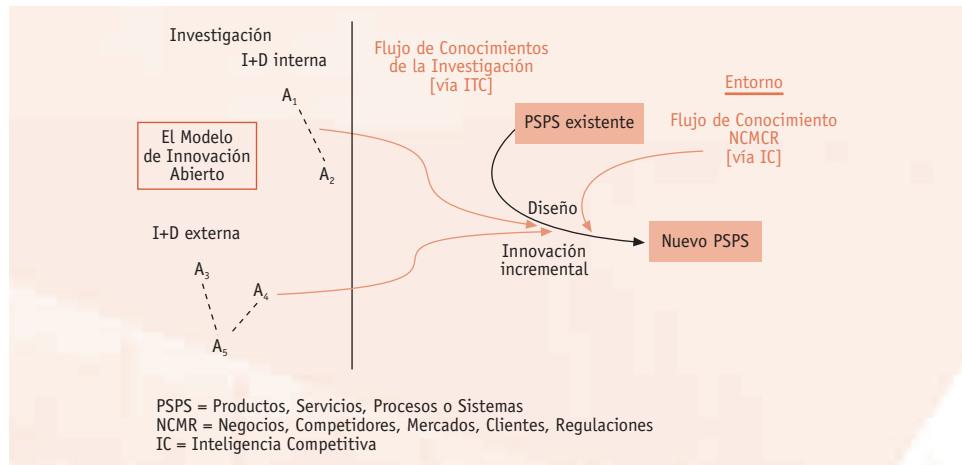 Investigación
I+D interna
A1
A2
El Modelo
de Innovación
Abierto
I+D externa
A3
A4
A5
Flujo de Conocimientos
de la Investigación
[vía ITC]
PSPS existente
Entorno
Flujo de Conocimiento
NCMCR
[vía IC]
Diseño
Innovación
incremental
Nuevo PSPS
PSPS = Productos, Servicios, Procesos o Sistemas
NCMR = Negocios, Competidores, Mercados, Clientes, Regulaciones
IC = Inteligencia Competitiva